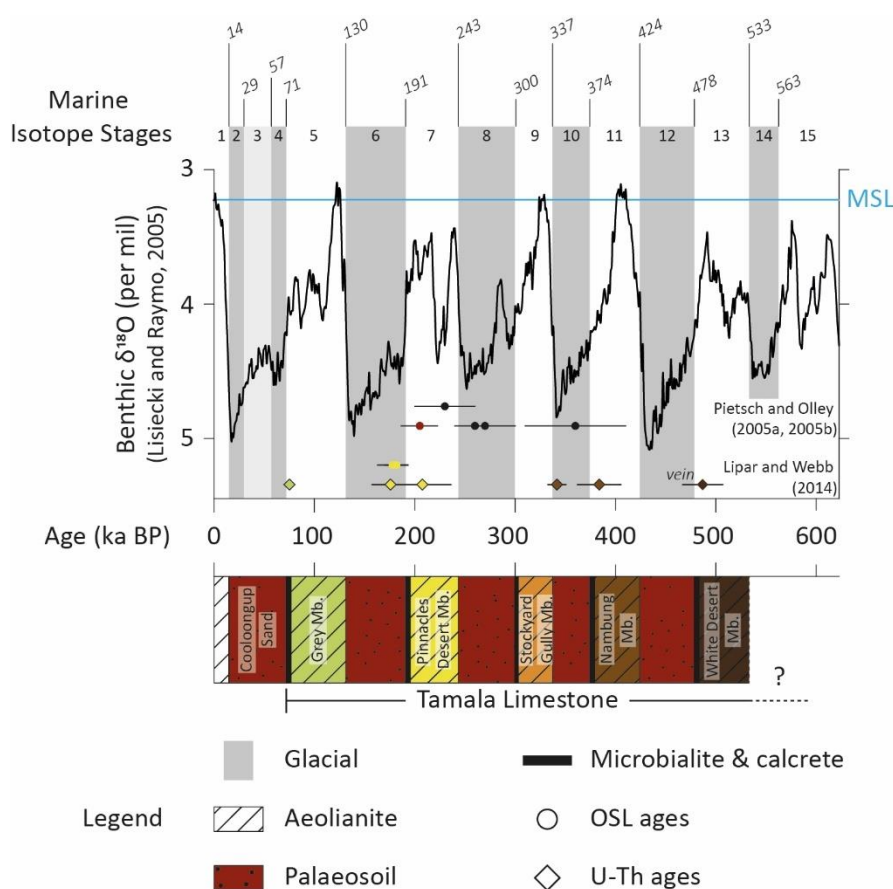 14
130
243
337
424
533
29
57
71
191
300
374
478
563
Marine
Isotope Stages
1 2 3 4 5 6 7 8 9 10 11 12 13 14 15
3
MSL
4
5
Benthic δ¹⁸O (per mil)
(Lisiecki and Raymo, 2005)
Pietsch and Olley
(2005a, 2005b)
vein
Lipar and Webb
(2014)
Age (ka BP)
0 100 200 300 400 500 600
Cooloongup
Sand
Grey Mb.
Pinnacles
Desert Mb.
Stockyard
Gully Mb.
Nambung
Mb.
White Desert
Mb.
?
Tamala Limestone
Legend
Glacial
Microbialite & calcrete
Aeolianite
OSL ages
Palaeosoil
U-Th ages